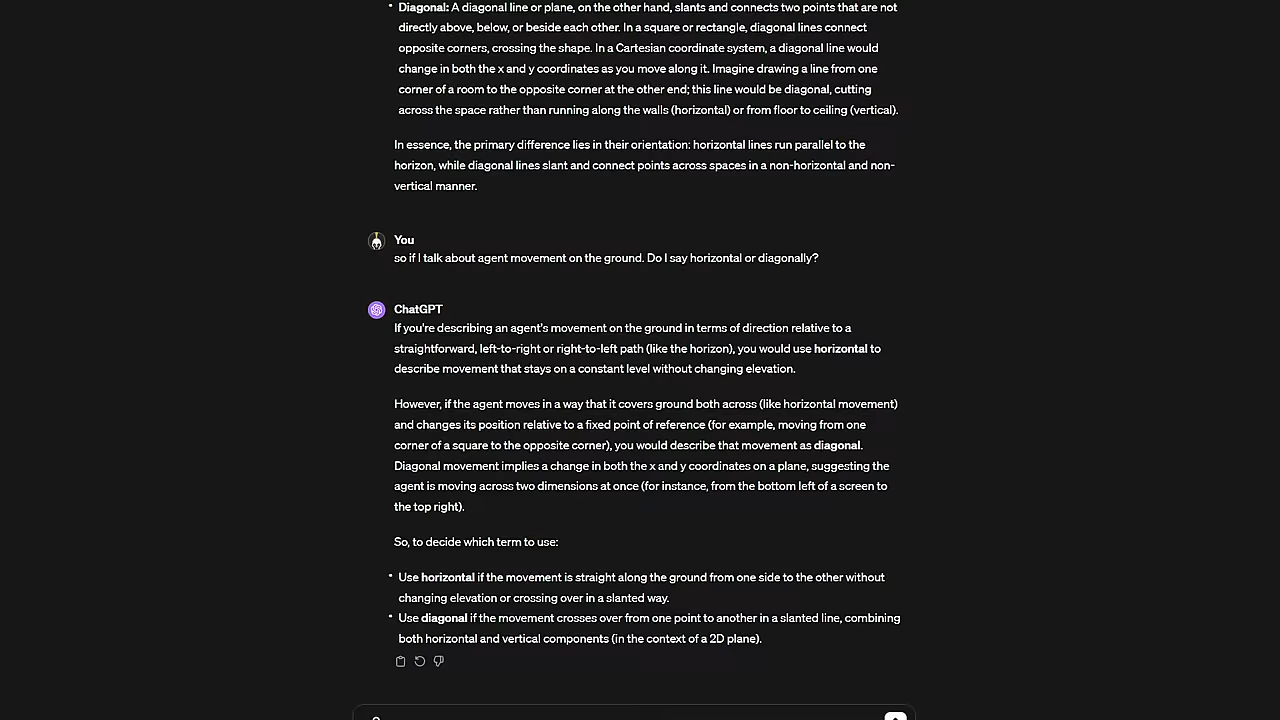 Diagonal: A diagonal line or plane, on the other hand, slants and connects two points that are not
directly above, below, or beside each other. In a square or rectangle, diagonal lines connect
opposite corners, crossing the shape. In a Cartesian coordinate system, a diagonal line would
change in both the x and y coordinates as you move along it. Imagine drawing a line from one
corner of a room to the opposite corner at the other end; this line would be diagonal, cutting
across the space rather than running along the walls (horizontal) or from floor to ceiling (vertical).
In essence, the primary difference lies in their orientation: horizontal lines run parallel to the
horizon, while diagonal lines slant and connect points across spaces in a non-horizontal and non-
vertical manner.
You
so if I talk about agent movement on the ground. Do I say horizontal or diagonally?
ChatGPT
If you're describing an agent's movement on the ground in terms of direction relative to a
straightforward, left-to-right or right-to-left path (like the horizon), you would use horizontal to
describe movement that stays on a constant level without changing elevation.
However, if the agent moves in a way that it covers ground both across (like horizontal movement)
and changes its position relative to a fixed point of reference (for example, moving from one
corner of a square to the opposite corner), you would describe that movement as diagonal.
Diagonal movement implies a change in both the x and y coordinates on a plane, suggesting the
agent is moving across two dimensions at once (for instance, from the bottom left of a screen to
the top right).
So, to decide which term to use:
Use horizontal if the movement is straight along the ground from one side to the other without
changing elevation or crossing over in a slanted way.
Use diagonal if the movement crosses over from one point to another in a slanted line, combining
both horizontal and vertical components (in the context of a 2D plane).